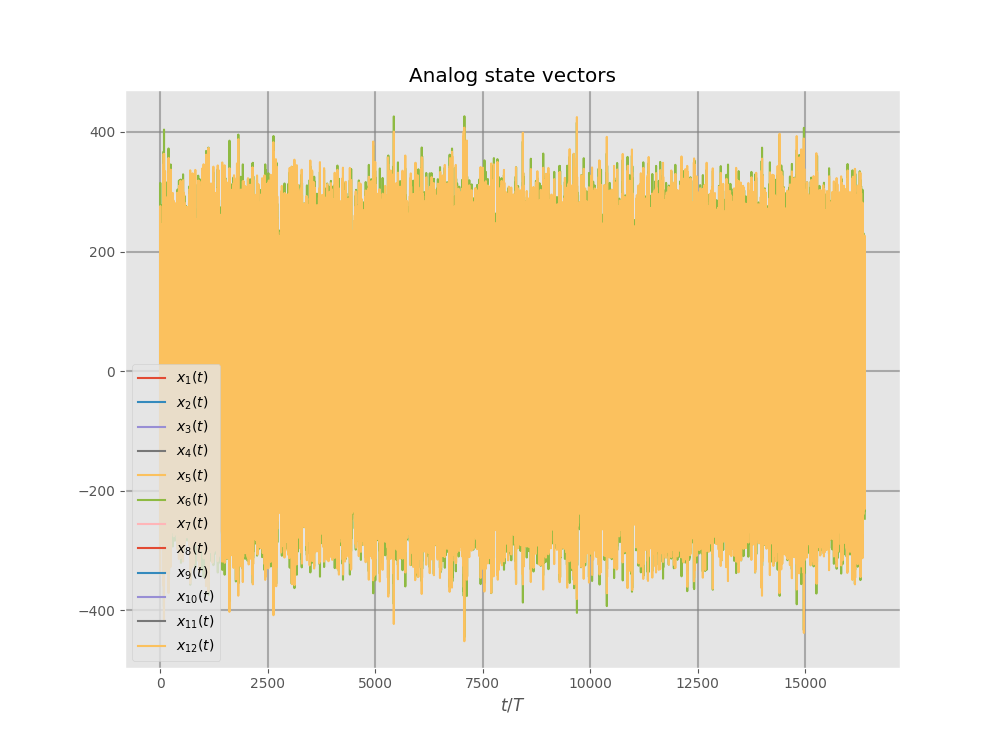 Analog state vectors
400
200
0
−200
−400
x₁(t)
x₂(t)
x₃(t)
x₄(t)
x₅(t)
x₆(t)
x₇(t)
x₈(t)
x₉(t)
x₁₀(t)
x₁₁(t)
x₁₂(t)
0 2500 5000 7500 10000 12500 15000
t/T